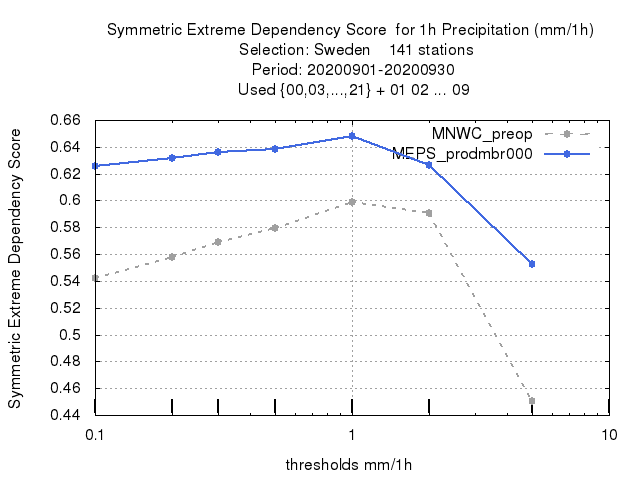 Symmetric Extreme Dependency Score  for 1h Precipitation (mm/1h)
Selection: Sweden    141 stations
Period: 20200901-20200930
Used {00,03,...,21} + 01 02 ... 09
Symmetric Extreme Dependency Score
0.66
0.64
0.62
0.6
0.58
0.56
0.54
0.52
0.5
0.48
0.46
0.44
MNWC_preop
MEPS_prodmbr000
0.1
1
10
thresholds mm/1h